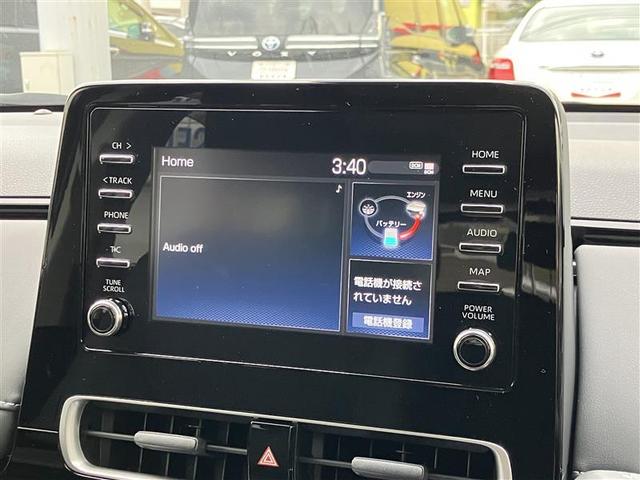 VOXY
CH >
< TRACK
PHONE
TUNE
SCROLL
Home
3:40
DCM
Audio off
エンジン
バッテリー
電話機が接続され
ていません
電話機登録
HOME
MENU
AUDIO
MAP
POWER
VOLUME